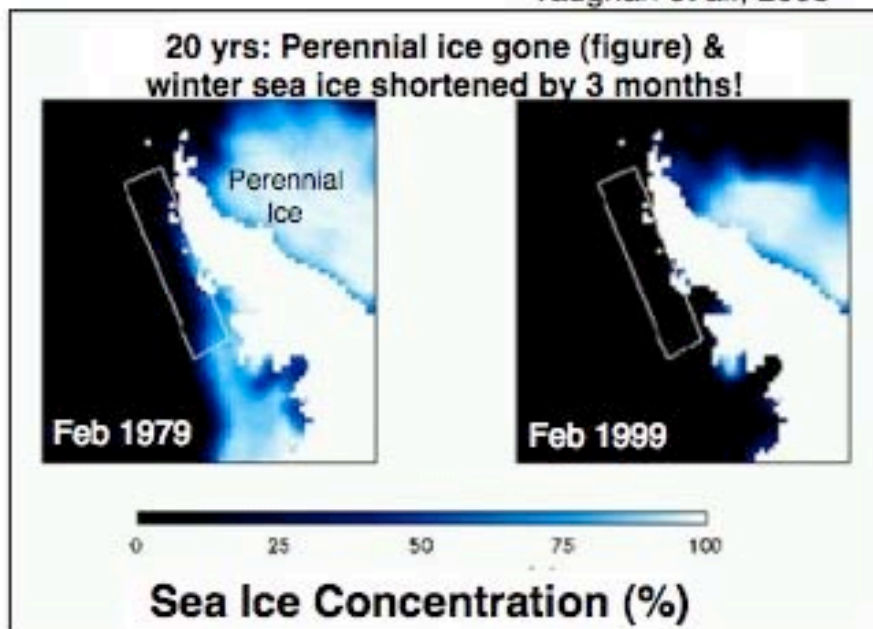 20 yrs: Perennial ice gone (figure) &
winter sea ice shortened by 3 months!
Perennial
Ice
Feb 1979
Feb 1999
0 25 50 75 100
Sea Ice Concentration (%)